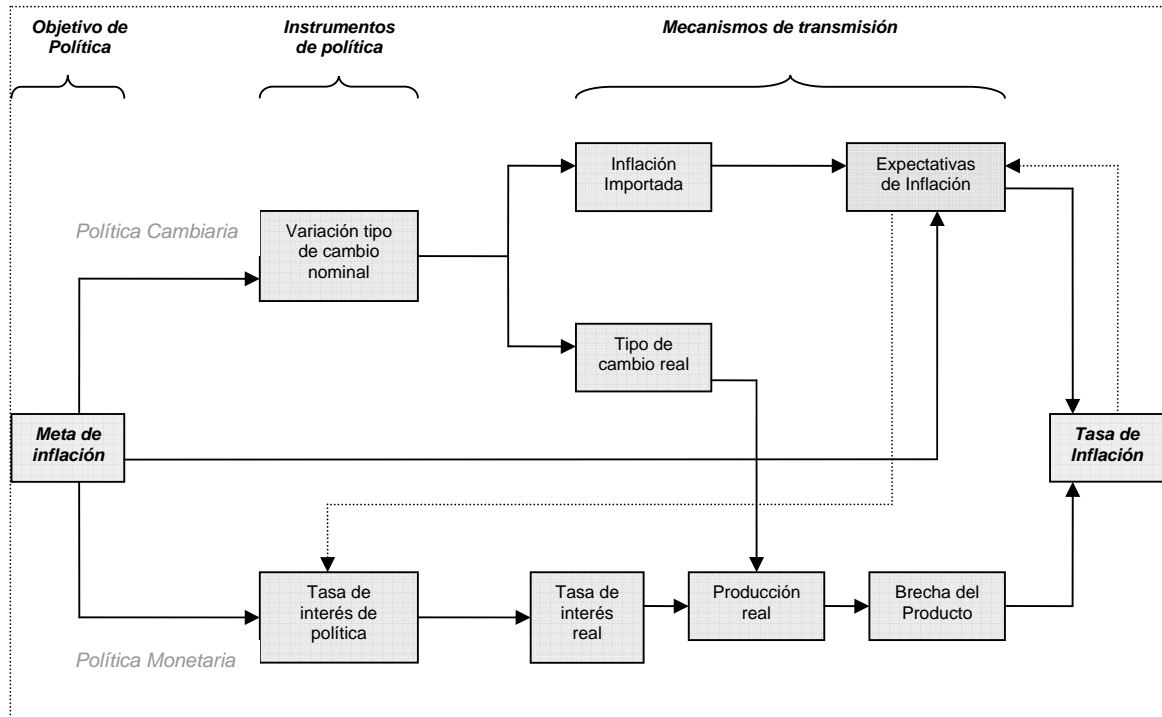 Objetivo de
Política
Instrumentos
de política
Mecanismos de transmisión
Inflación
Importada
Expectativas
de Inflación
Política Cambiaria
Variación tipo
de cambio
nominal
Tipo de
cambio real
Meta de
inflación
Tasa de
Inflación
Tasa de
interés de
política
Tasa de
interés
real
Producción
real
Brecha del
Producto
Política Monetaria